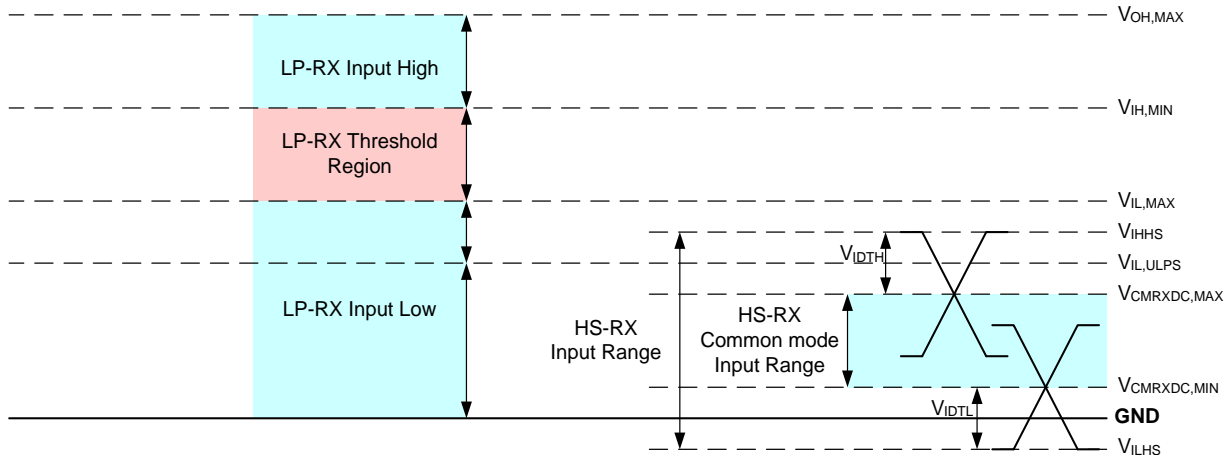 VOH,MAX
LP-RX Input High
VIH,MIN
LP-RX Threshold
Region
VIL,MAX
VIHHS
VIDTH
VIL,ULPS
VCMRXDC,MAX
LP-RX Input Low
HS-RX
Input Range
HS-RX
Common mode
Input Range
VCMRXDC,MIN
VIDTL
GND
VILHS